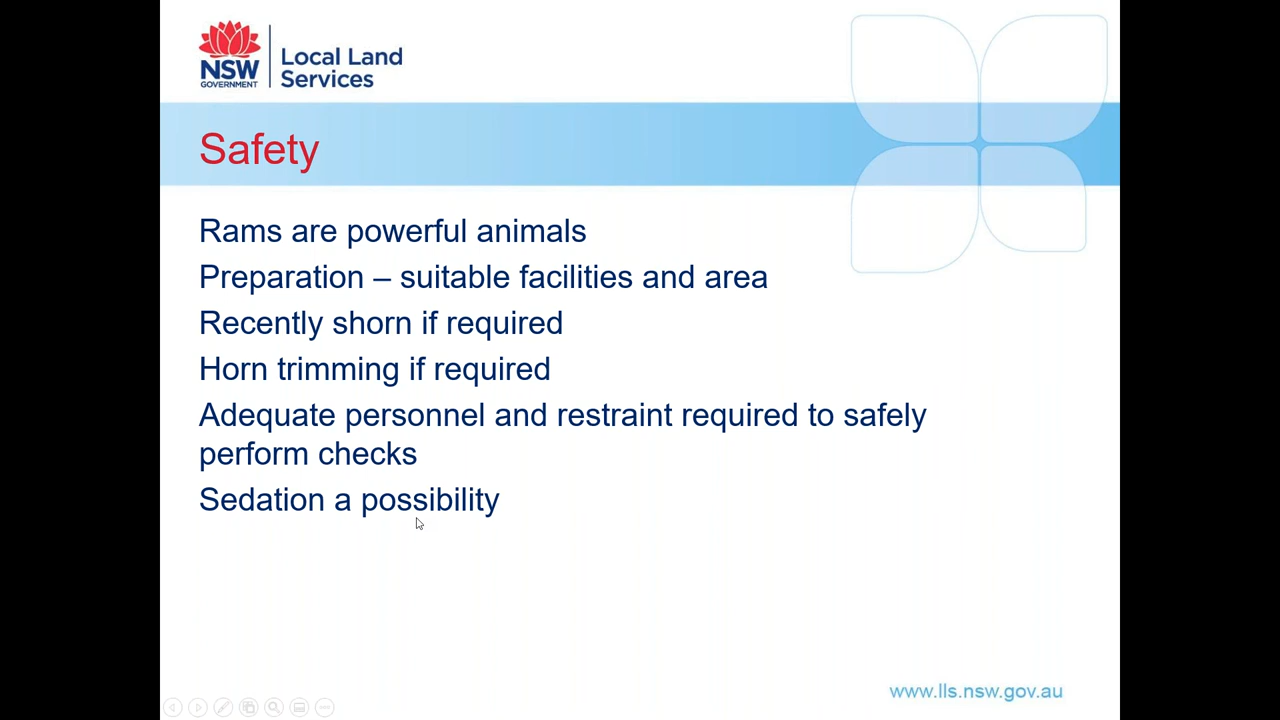 NSW
GOVERNMENT
Local Land
Services
Safety
Rams are powerful animals
Preparation – suitable facilities and area
Recently shorn if required
Horn trimming if required
Adequate personnel and restraint required to safely
perform checks
Sedation a possibility
www.lls.nsw.gov.au